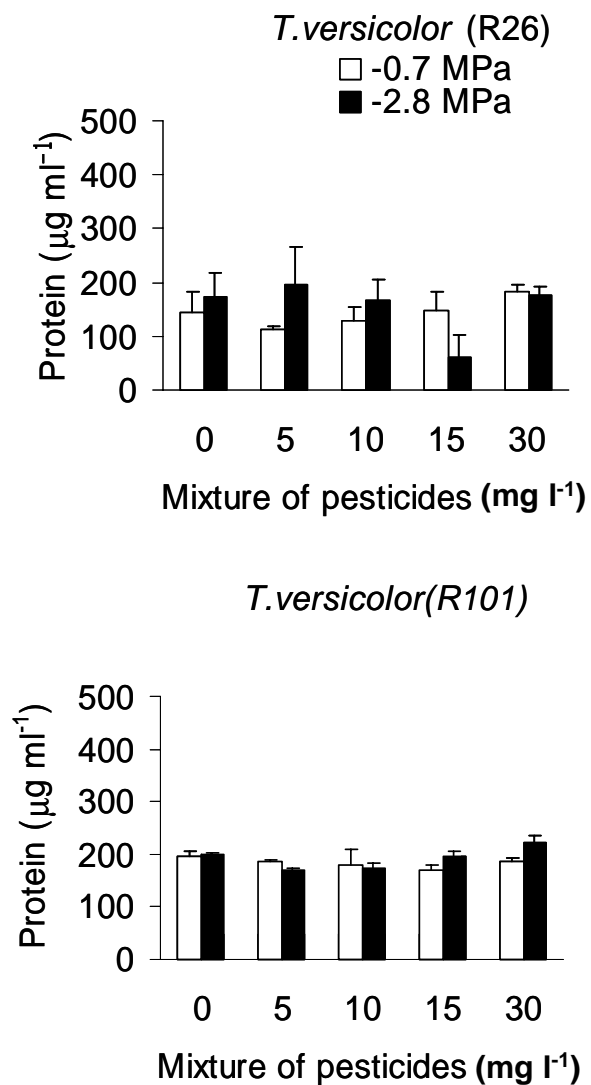 T.versicolor (R26)
-0.7 MPa
-2.8 MPa
Protein (µg ml⁻¹)
500
400
300
200
100
0
0 5 10 15 30
Mixture of pesticides (mg l⁻¹)
T.versicolor(R101)
Protein (µg ml⁻¹)
500
400
300
200
100
0
0 5 10 15 30
Mixture of pesticides (mg l⁻¹)